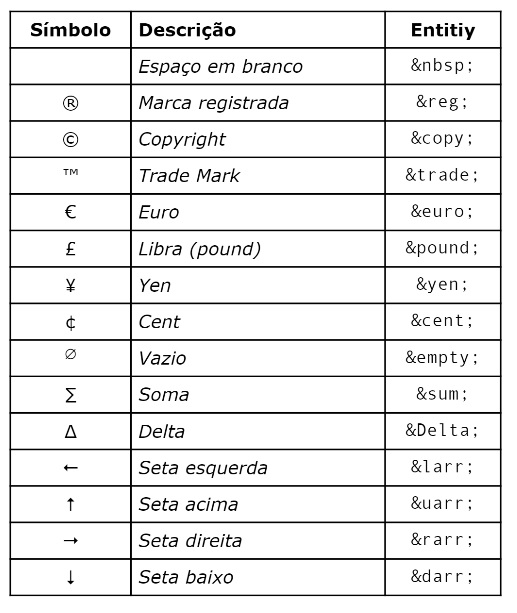 Símbolo Descrição Entitiy
Espaço em branco &nbsp;
® Marca registrada &reg;
© Copyright &copy;
™ Trade Mark &trade;
€ Euro &euro;
£ Libra (pound) &pound;
¥ Yen &yen;
¢ Cent &cent;
∅ Vazio &empty;
∑ Soma &sum;
Δ Delta &Delta;
← Seta esquerda &larr;
↑ Seta acima &uarr;
→ Seta direita &rarr;
↓ Seta baixo &darr;